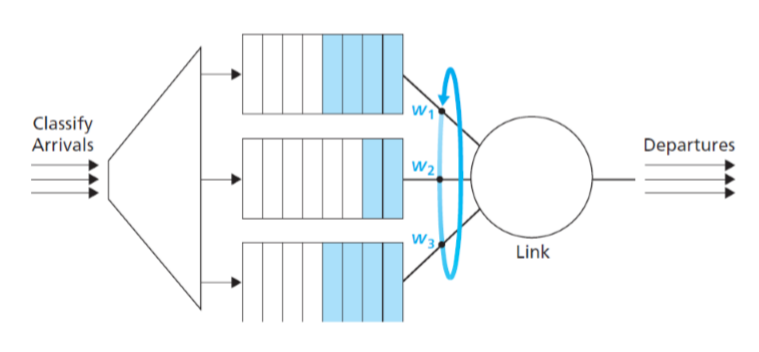 Classify
Arrivals
w1
w2
w3
Link
Departures